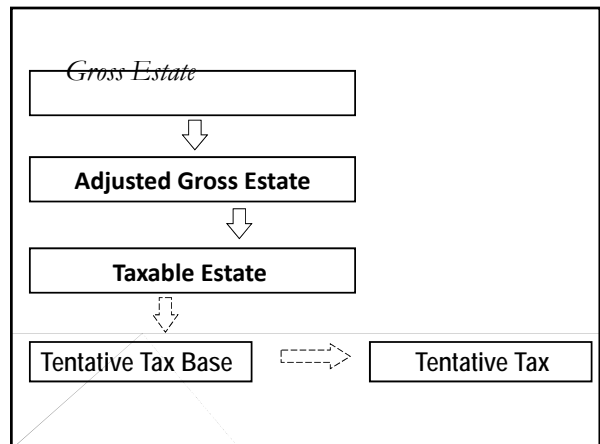 Gross Estate
Adjusted Gross Estate
Taxable Estate
Tentative Tax Base
Tentative Tax